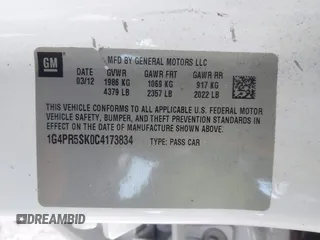 GM
MFD BY GENERAL MOTORS LLC
DATE GVWR GAWR FRT GAWR RR
03/12 1986 KG 1069 KG 917 KG
4379 LB 2357 LB 2022 LB
THIS VEHICLE CONFORMS TO ALL APPLICABLE U.S. FEDERAL MOTOR
VEHICLE SAFETY, BUMPER, AND THEFT PREVENTION STANDARDS
IN EFFECT ON THE DATE OF MANUFACTURE SHOWN ABOVE.
1G4PR5SK0C4173834 TYPE: PASS CAR
DEALERSHIP.COM